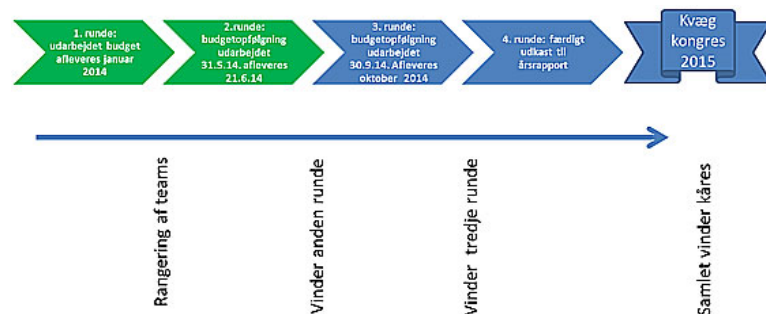 1. runde:
udarbejdet budget
afleveres januar
2014
2.runde:
budgetopfølgning
udarbejdet
31.5.14. afleveres
21.6.14
3. runde:
budgetopfølgning
udarbejdet
30.9.14. Afleveres
oktober 2014
4. runde: færdigt
udkast til
årsrapport
Kvæg
kongres
2015
Rangering af teams
Vinder anden runde
Vinder tredje runde
Samlet vinder kåres